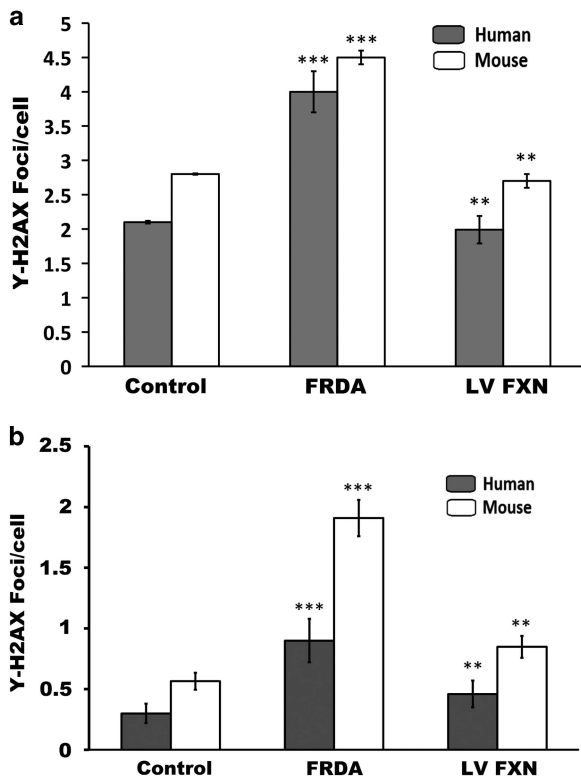 a
Y-H2AX Foci/cell
5
4.5
4
3.5
3
2.5
2
1.5
1
0.5
0
Human
Mouse
*** ***
** **
Control FRDA LV FXN
b
Y-H2AX Foci/cell
2.5
2
1.5
1
0.5
0
Human
Mouse
*** ***
** **
Control FRDA LV FXN